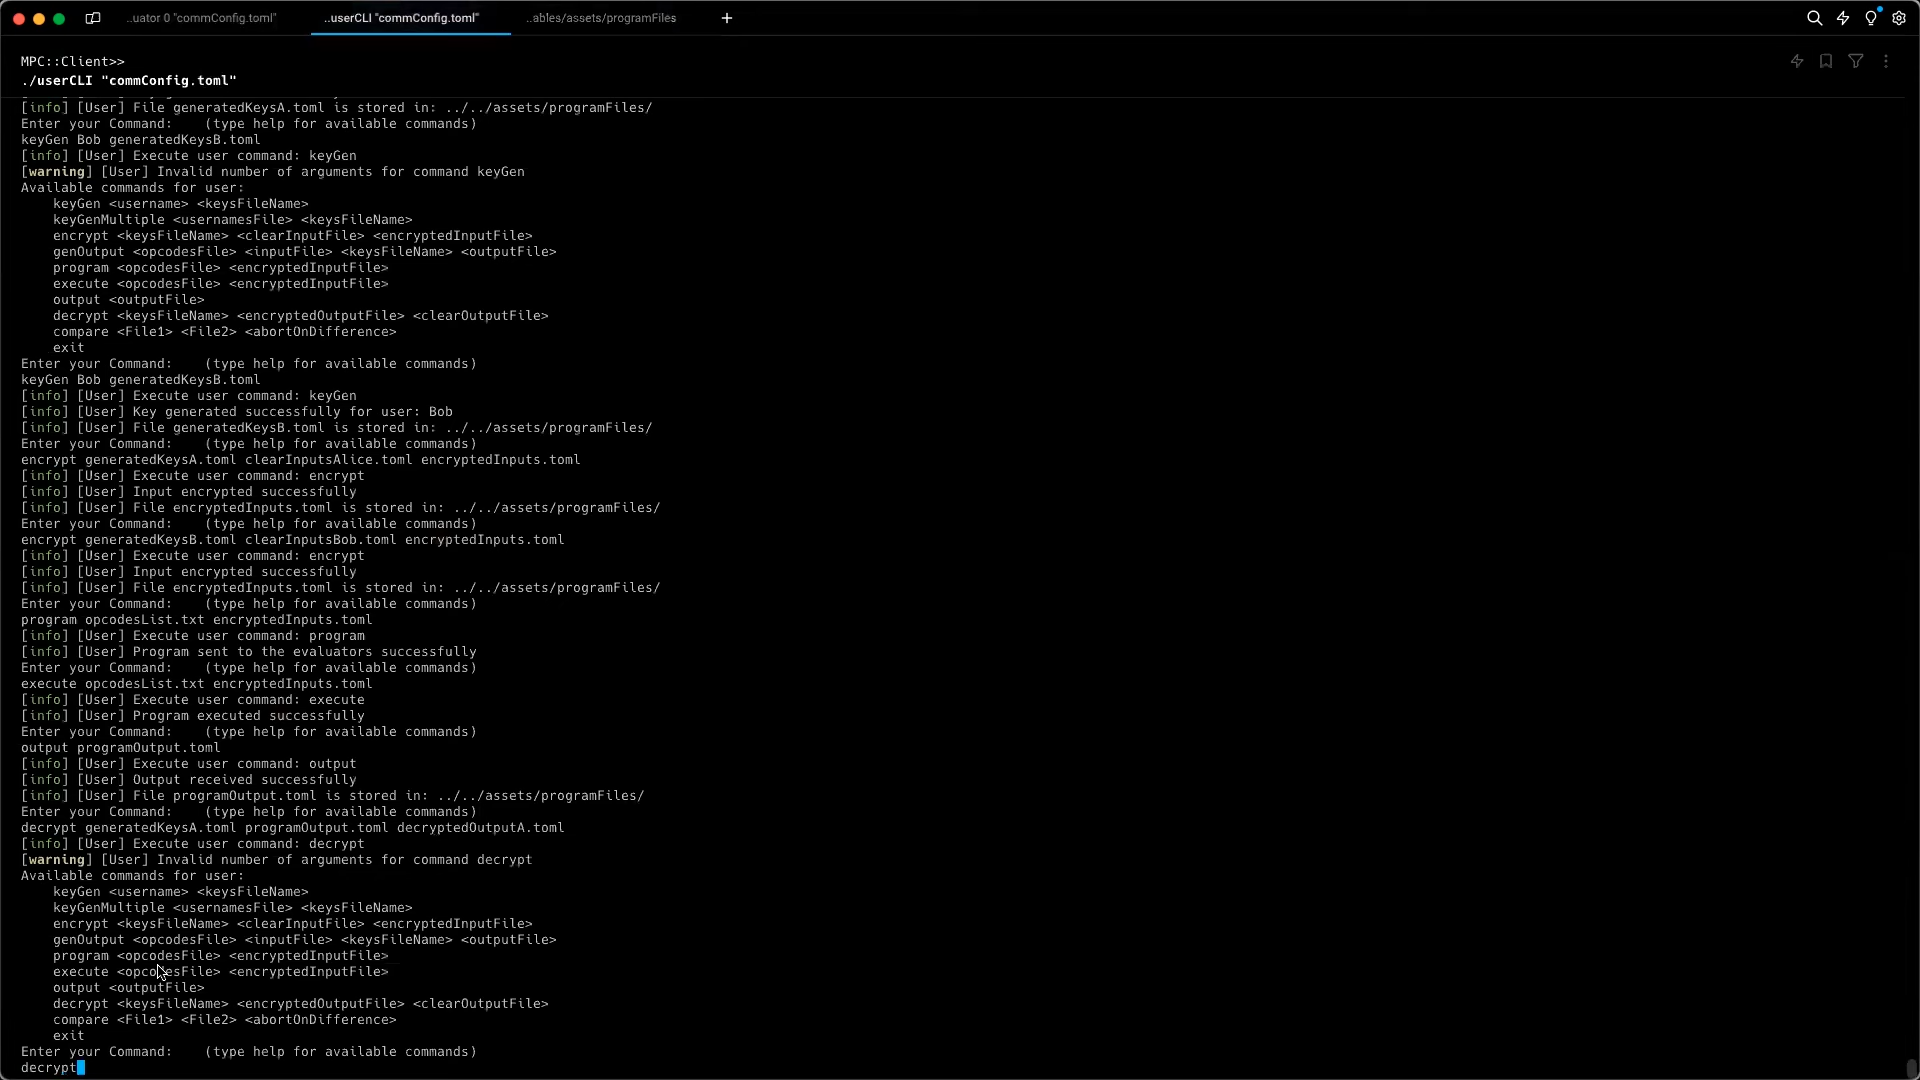 ..uator 0 "commConfig.toml"
..userCLI "commConfig.toml"
..ables/assets/programFiles
MPC::Client>>
./userCLI "commConfig.toml"
[info] [User] File generatedKeysA.toml is stored in: ../../assets/programFiles/
Enter your Command:    (type help for available commands)
keyGen Bob generatedKeysB.toml
[info] [User] Execute user command: keyGen
[warning] [User] Invalid number of arguments for command keyGen
Available commands for user:
    keyGen <username> <keysFileName>
    keyGenMultiple <usernamesFile> <keysFileName>
    encrypt <keysFileName> <clearInputFile> <encryptedInputFile>
    genOutput <opcodesFile> <inputFile> <keysFileName> <outputFile>
    program <opcodesFile> <encryptedInputFile>
    execute <opcodesFile> <encryptedInputFile>
    output <outputFile>
    decrypt <keysFileName> <encryptedOutputFile> <clearOutputFile>
    compare <File1> <File2> <abortOnDifference>
    exit
Enter your Command:    (type help for available commands)
keyGen Bob generatedKeysB.toml
[info] [User] Execute user command: keyGen
[info] [User] Key generated successfully for user: Bob
[info] [User] File generatedKeysB.toml is stored in: ../../assets/programFiles/
Enter your Command:    (type help for available commands)
encrypt generatedKeysA.toml clearInputsAlice.toml encryptedInputs.toml
[info] [User] Execute user command: encrypt
[info] [User] Input encrypted successfully
[info] [User] File encryptedInputs.toml is stored in: ../../assets/programFiles/
Enter your Command:    (type help for available commands)
encrypt generatedKeysB.toml clearInputsBob.toml encryptedInputs.toml
[info] [User] Execute user command: encrypt
[info] [User] Input encrypted successfully
[info] [User] File encryptedInputs.toml is stored in: ../../assets/programFiles/
Enter your Command:    (type help for available commands)
program opcodesList.txt encryptedInputs.toml
[info] [User] Execute user command: program
[info] [User] Program sent to the evaluators successfully
Enter your Command:    (type help for available commands)
execute opcodesList.txt encryptedInputs.toml
[info] [User] Execute user command: execute
[info] [User] Program executed successfully
Enter your Command:    (type help for available commands)
output programOutput.toml
[info] [User] Execute user command: output
[info] [User] Output received successfully
[info] [User] File programOutput.toml is stored in: ../../assets/programFiles/
Enter your Command:    (type help for available commands)
decrypt generatedKeysA.toml programOutput.toml decryptedOutputA.toml
[info] [User] Execute user command: decrypt
[warning] [User] Invalid number of arguments for command decrypt
Available commands for user:
    keyGen <username> <keysFileName>
    keyGenMultiple <usernamesFile> <keysFileName>
    encrypt <keysFileName> <clearInputFile> <encryptedInputFile>
    genOutput <opcodesFile> <inputFile> <keysFileName> <outputFile>
    program <opcodesFile> <encryptedInputFile>
    execute <opcodesFile> <encryptedInputFile>
    output <outputFile>
    decrypt <keysFileName> <encryptedOutputFile> <clearOutputFile>
    compare <File1> <File2> <abortOnDifference>
    exit
Enter your Command:    (type help for available commands)
decrypt